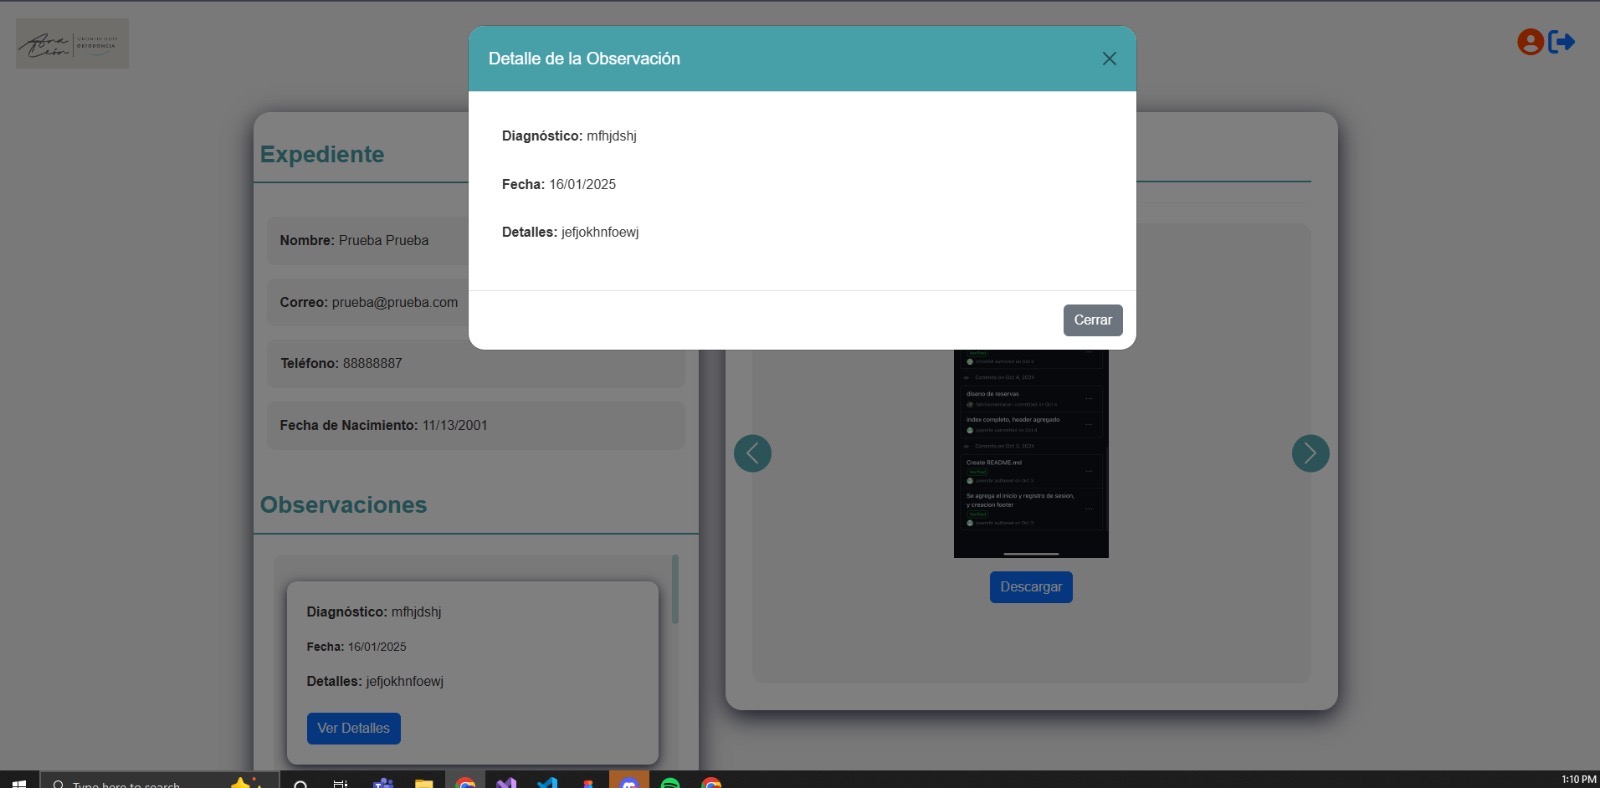 Ana
León
ORTODONCIA
Detalle de la Observación
Diagnóstico: mfhjdshj
Fecha: 16/01/2025
Detalles: jefjokhnfoewj
Cerrar
Expediente
Nombre: Prueba Prueba
Correo: prueba@prueba.com
Teléfono: 88888887
Fecha de Nacimiento: 11/13/2001
Observaciones
Diagnóstico: mfhjdshj
Fecha: 16/01/2025
Detalles: jefjokhnfoewj
Ver Detalles
diseno de reservas
index completo, header agregado
Create README.md
Se agrega el inicio y registro de sesion,
y creacion footer
Descargar
Type here to search
1:10 PM